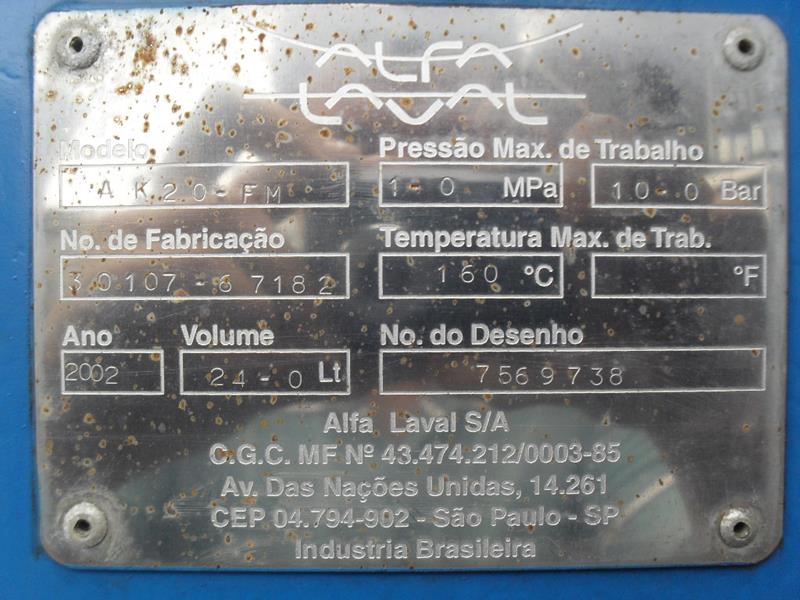 ALFA
LAVAL
Modelo Pressão Max. de Trabalho
AK20-FM 1-0 MPa 10-0 Bar
No. de Fabricação Temperatura Max. de Trab.
30107-67182 160 ºC ºF
Ano Volume No. do Desenho
2002 24-0 Lt 7569738
Alfa Laval S/A
C.G.C. MF Nº 43.474.212/0003-85
Av. Das Nações Unidas, 14.261
CEP 04.794-902 - São Paulo - SP
Industria Brasileira